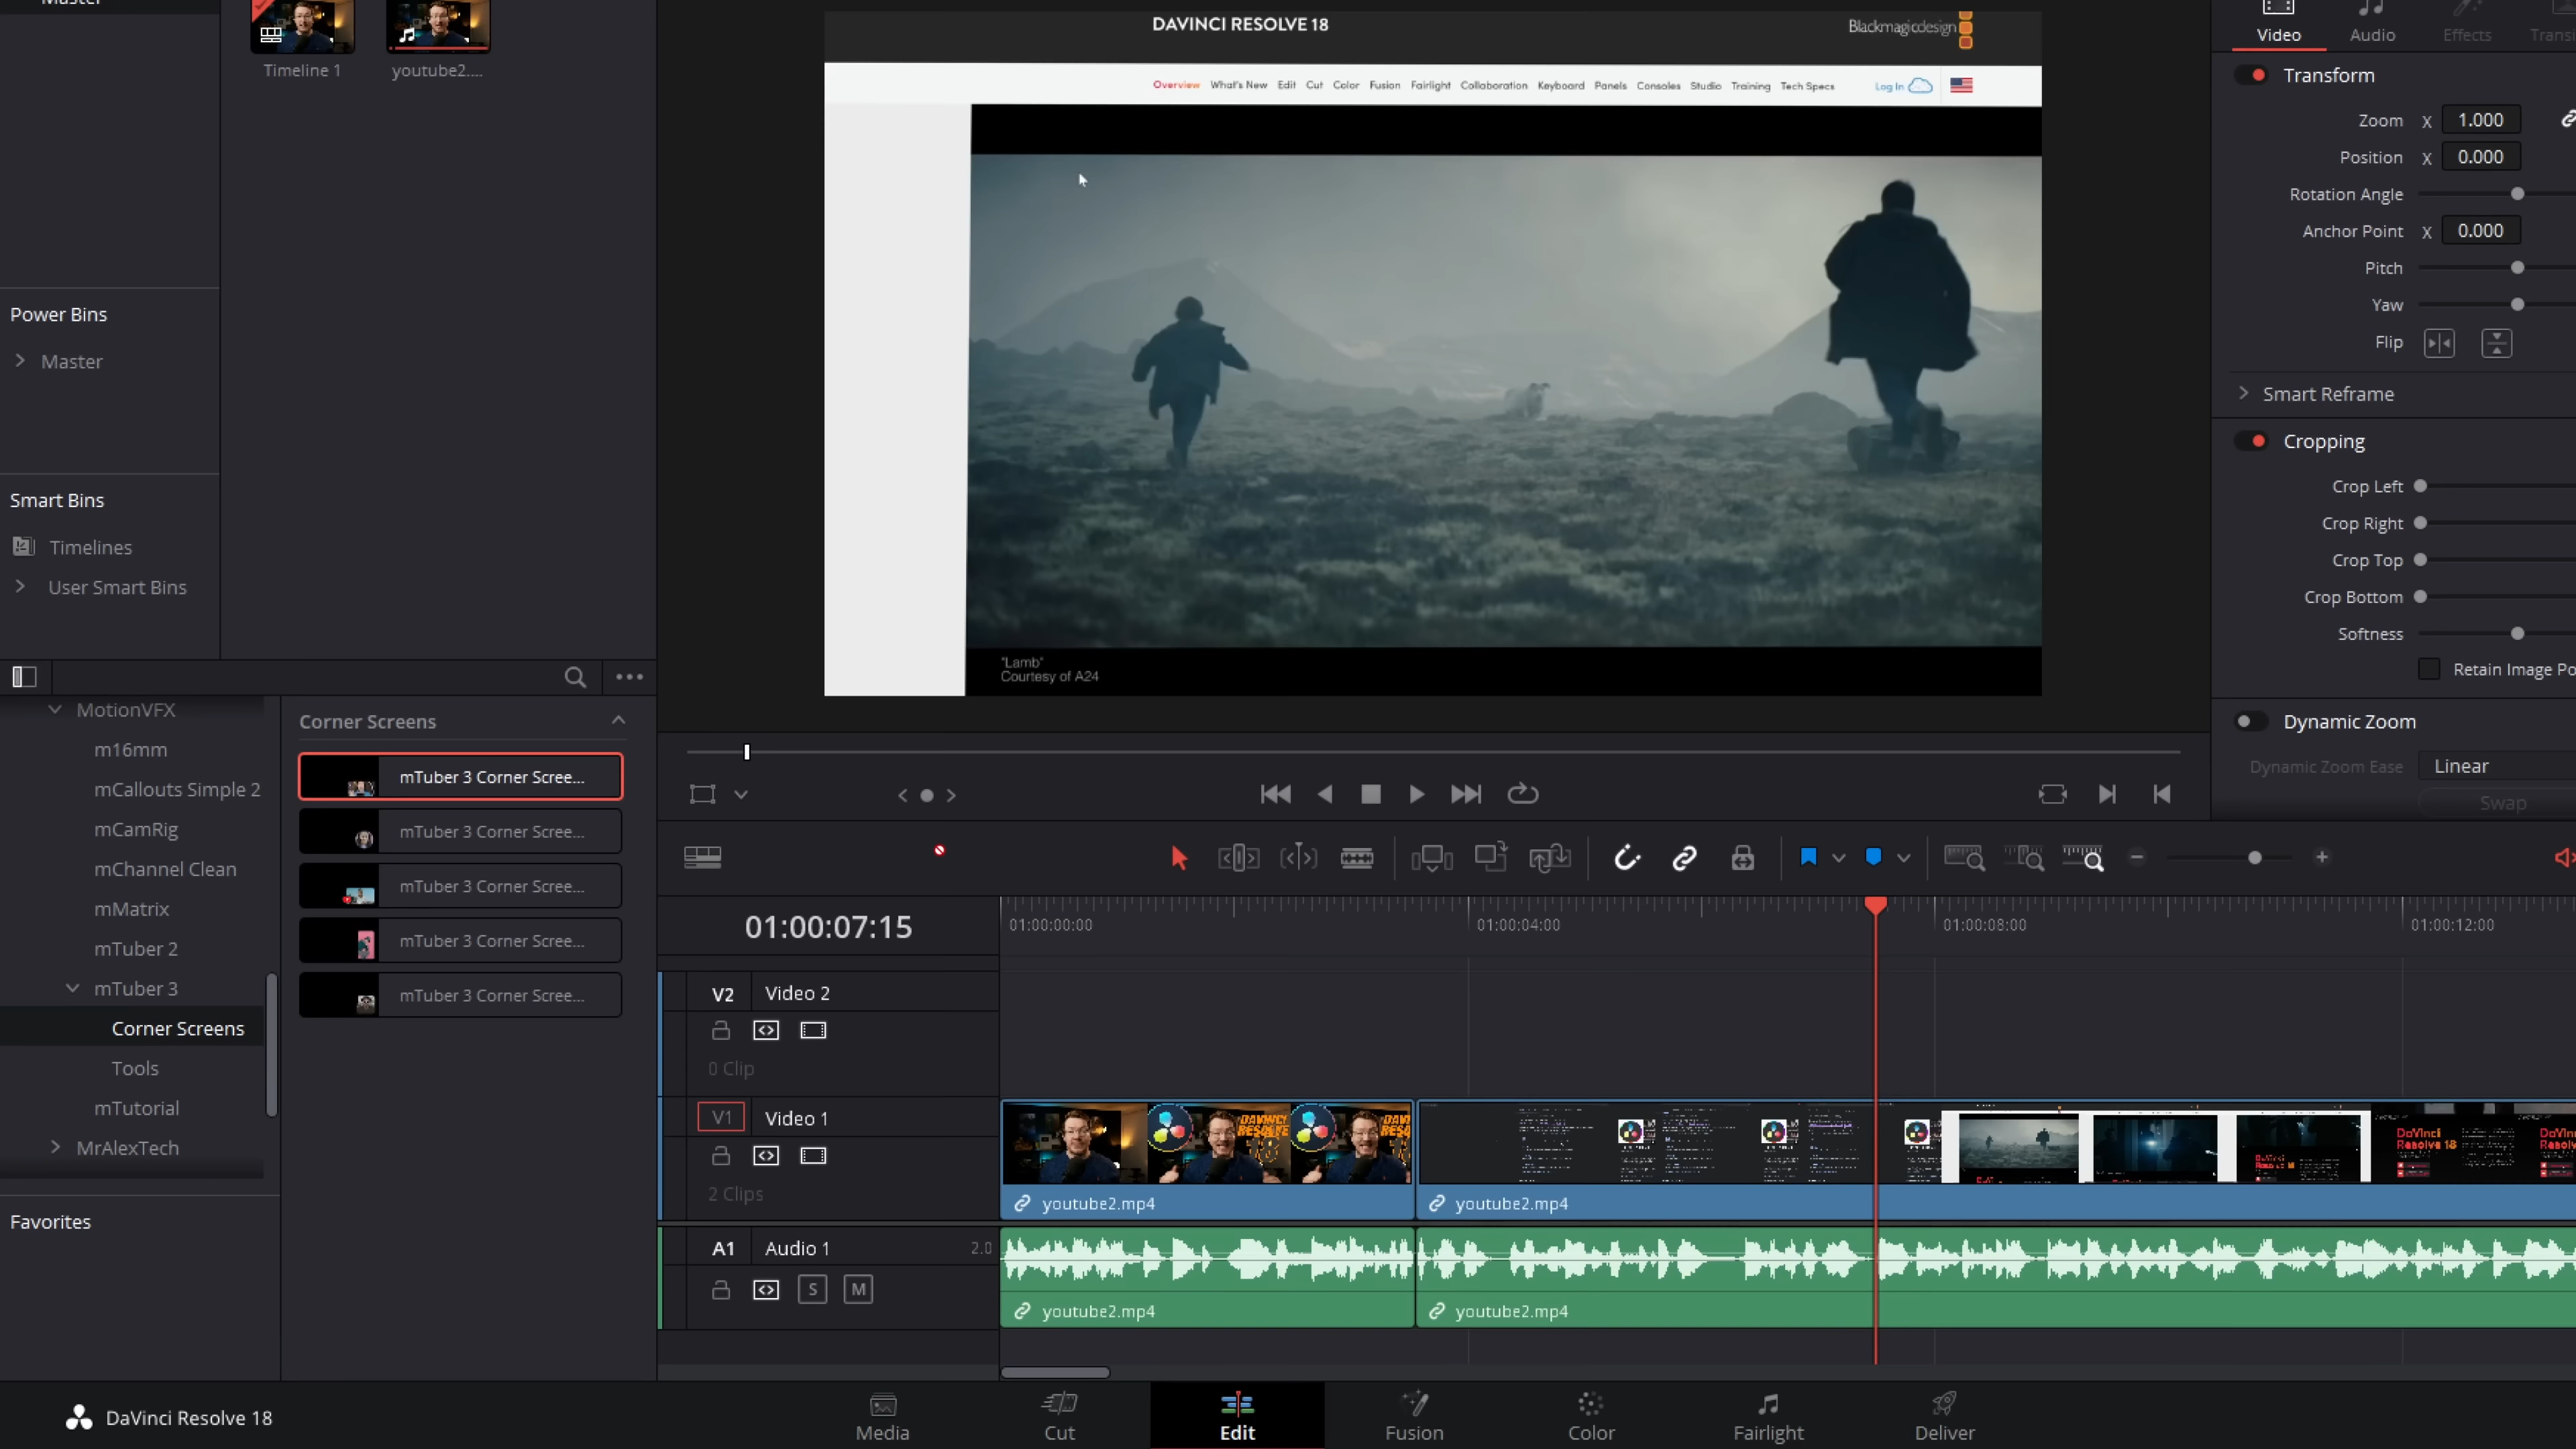 Master
Timeline 1
youtube2....
Power Bins
Master
Smart Bins
Timelines
User Smart Bins
DAVINCI RESOLVE 18
Blackmagicdesign
Overview What's New Edit Cut Color Fusion Fairlight Collaboration Keyboard Panels Consoles Studio Training Tech Specs Log In
"Lamb"
Courtesy of A24
Video Audio Effects Transi
Transform
Zoom X 1.000
Position X 0.000
Rotation Angle
Anchor Point X 0.000
Pitch
Yaw
Flip
Smart Reframe
Cropping
Crop Left
Crop Right
Crop Top
Crop Bottom
Softness
Retain Image Po
Dynamic Zoom
Dynamic Zoom Ease Linear
Swap
MotionVFX
m16mm
mCallouts Simple 2
mCamRig
mChannel Clean
mMatrix
mTuber 2
mTuber 3
Corner Screens
Tools
mTutorial
MrAlexTech
Favorites
Corner Screens
mTuber 3 Corner Scree...
mTuber 3 Corner Scree...
mTuber 3 Corner Scree...
mTuber 3 Corner Scree...
mTuber 3 Corner Scree...
01:00:07:15
01:00:00:00 01:00:04:00 01:00:08:00 01:00:12:00
V2 Video 2
0 Clip
V1 Video 1
2 Clips
DAVINCI
RESOLVE
DaVinci
Resolve 18
youtube2.mp4 youtube2.mp4
A1 Audio 1 2.0
S M
youtube2.mp4 youtube2.mp4
DaVinci Resolve 18
Media Cut Edit Fusion Color Fairlight Deliver